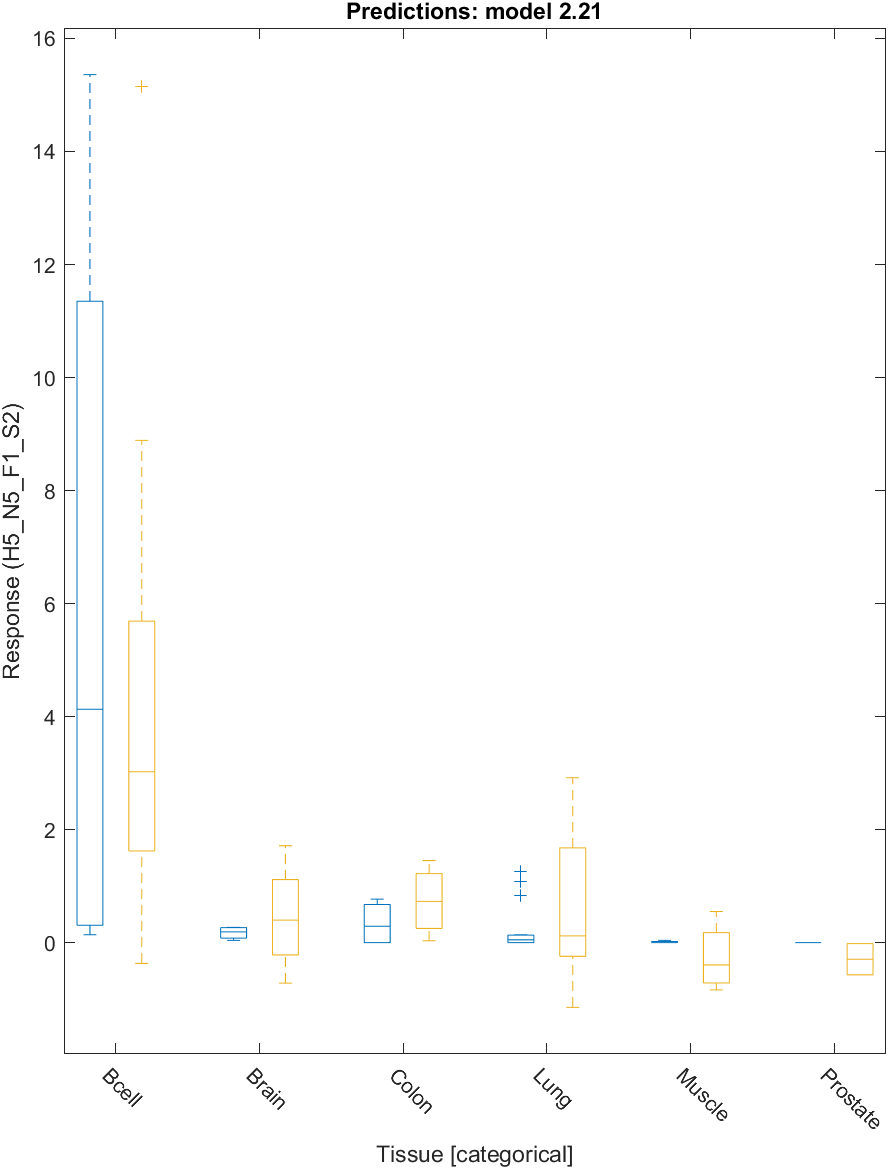 Predictions: model 2.21
16
14
12
10
8
6
4
2
0
Response (H5_N5_F1_S2)
Bcell
Brain
Colon
Lung
Muscle
Prostate
Tissue [categorical]